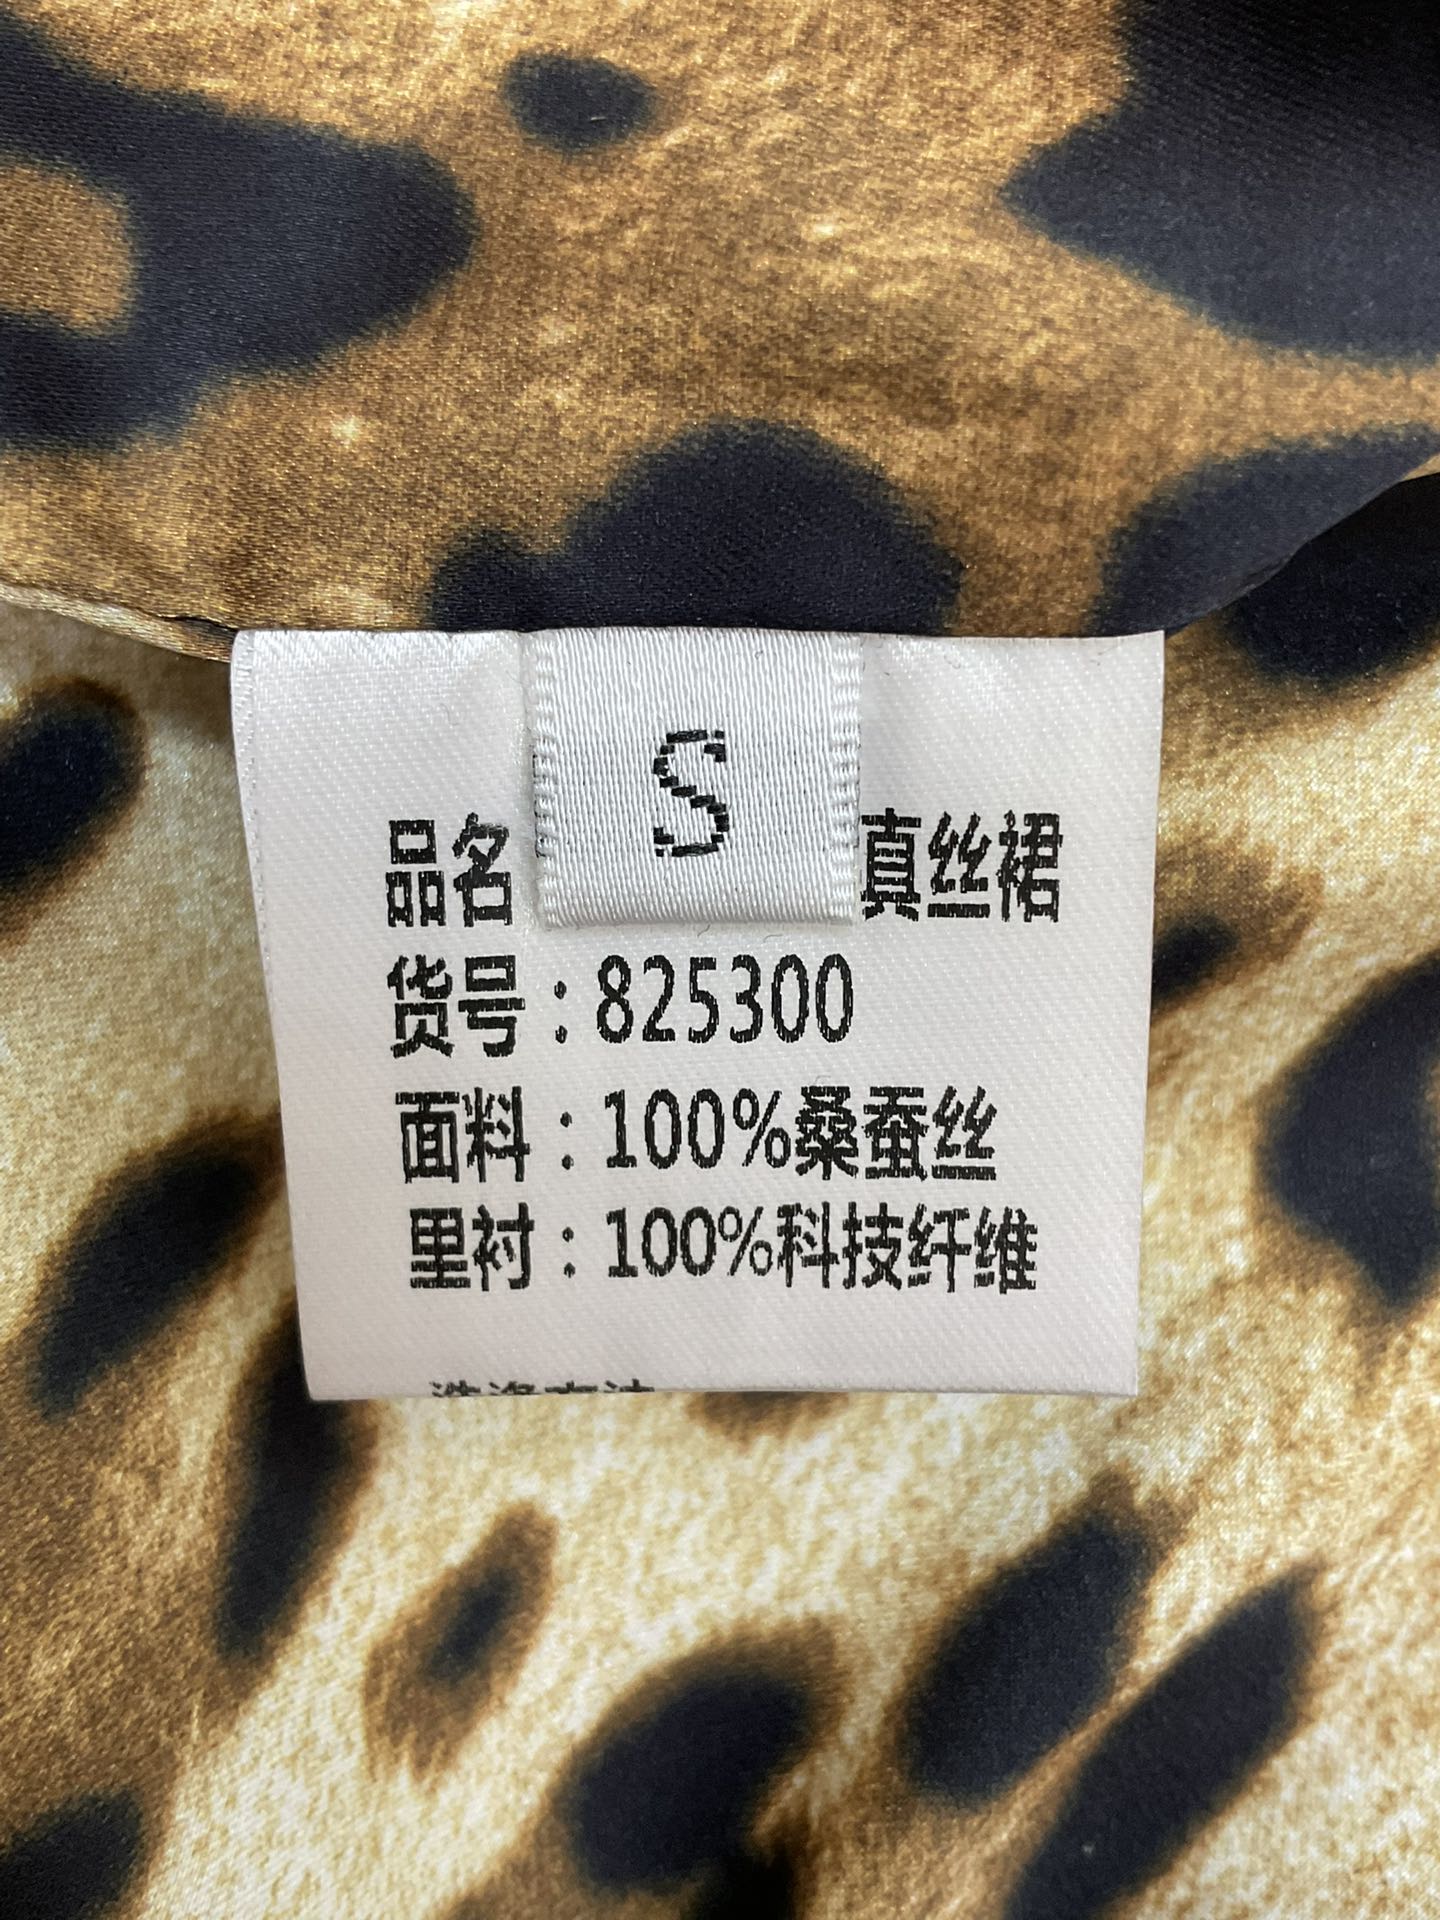 S
品名 真丝裙
货号:825300
面料:100%桑蚕丝
里衬:100%科技纤维